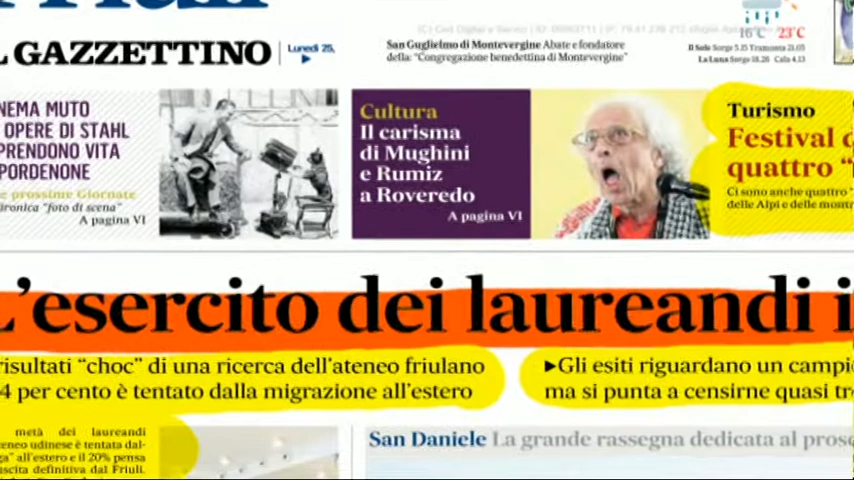 Friuli
L GAZZETTINO
Lunedì 25,
San Guglielmo di Montevergine Abate e fondatore
della "Congregazione benedettina di Montevergine"
16°C 23°C
Il Sole Sorge 5.15 Tramonta 21.03
La Luna Sorge 18.26 Cala 4.13
NEMA MUTO
OPERE DI STAHL
PRENDONO VITA
PORDENONE
e prossime Giornate
ironica "foto di scena"
A pagina VI
Cultura
Il carisma
di Mughini
e Rumiz
a Roveredo
A pagina VI
Turismo
Festival d
quattro "
Ci sono anche quattro "
delle Alpi e delle mont
L'esercito dei laureandi i
risultati "choc" di una ricerca dell'ateneo friulano
4 per cento è tentato dalla migrazione all'estero
▶Gli esiti riguardano un campi
ma si punta a censirne quasi tr
metà dei laureandi
teneo udinese è tentata dal-
ga" all'estero e il 20% pensa
uscita definitiva dal Friuli.
San Daniele La grande rassegna dedicata al prosc